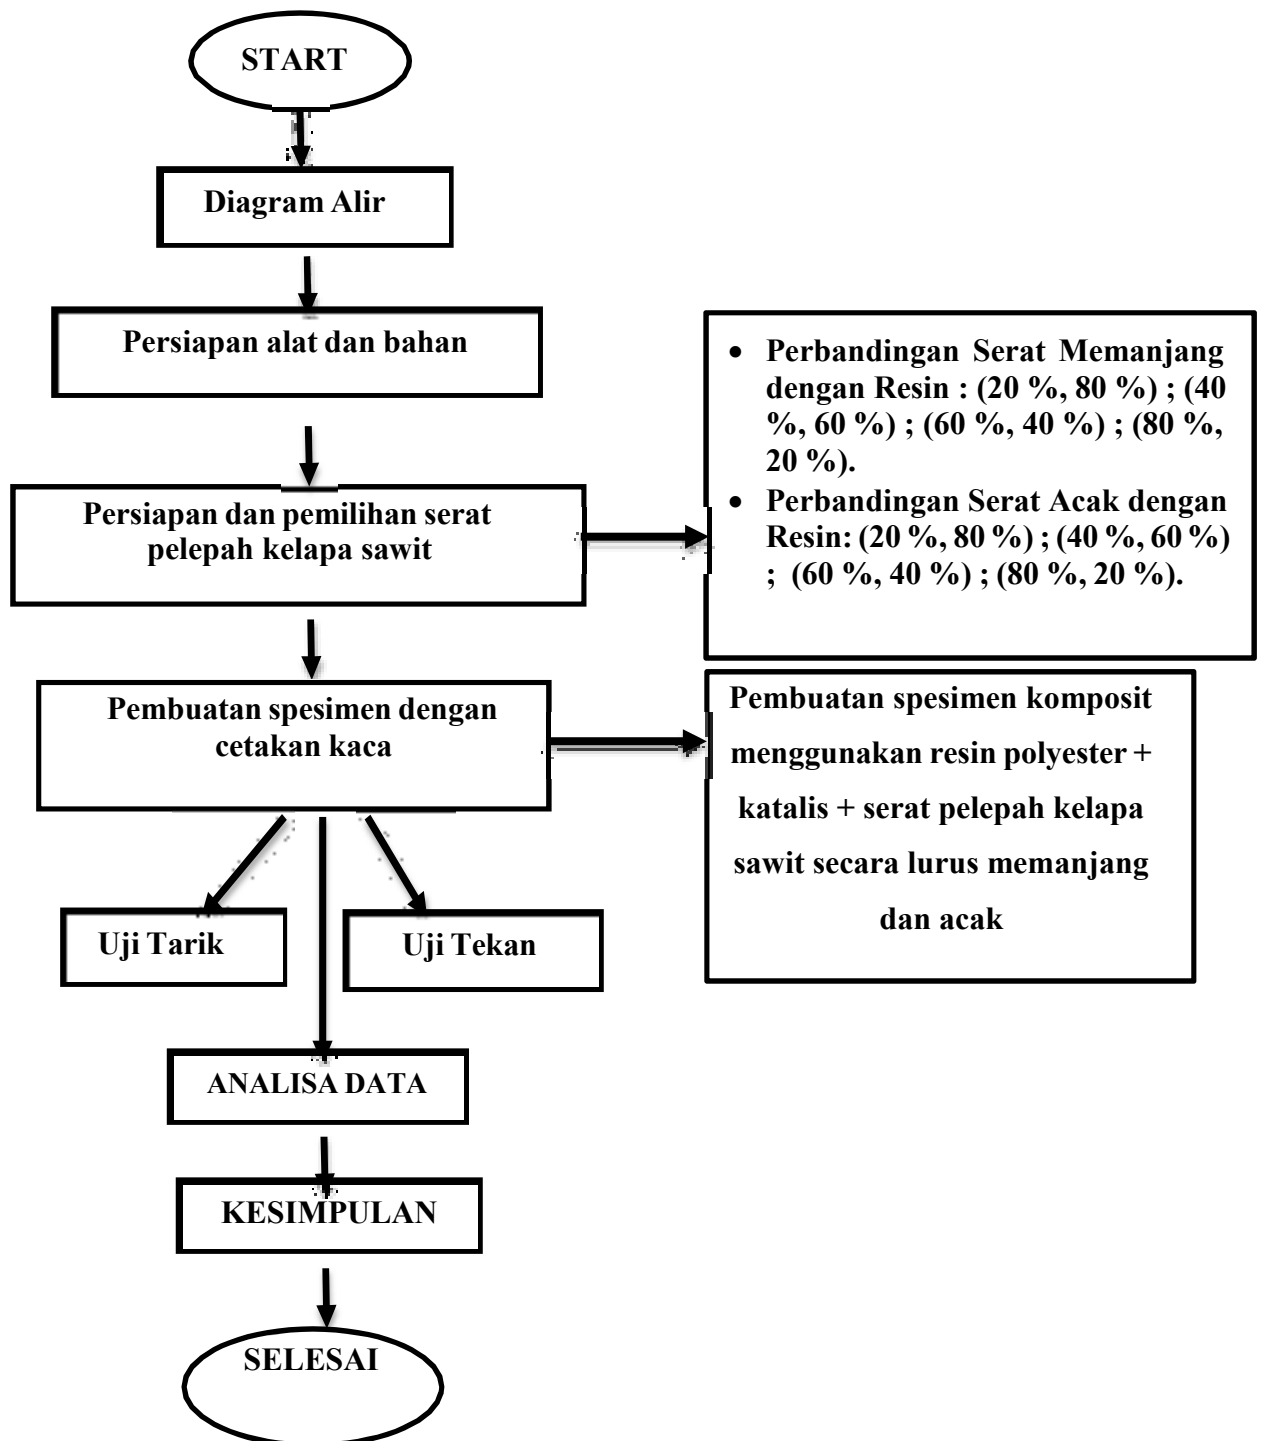 START
Diagram Alir
Persiapan alat dan bahan
Persiapan dan pemilihan serat
pelepah kelapa sawit
• Perbandingan Serat Memanjang
dengan Resin : (20 %, 80 %) ; (40
%, 60 %) ; (60 %, 40 %) ; (80 %,
20 %).
• Perbandingan Serat Acak dengan
Resin: (20 %, 80 %) ; (40 %, 60 %)
; (60 %, 40 %) ; (80 %, 20 %).
Pembuatan spesimen dengan
cetakan kaca
Pembuatan spesimen komposit
menggunakan resin polyester +
katalis + serat pelepah kelapa
sawit secara lurus memanjang
dan acak
Uji Tarik
Uji Tekan
ANALISA DATA
KESIMPULAN
SELESAI